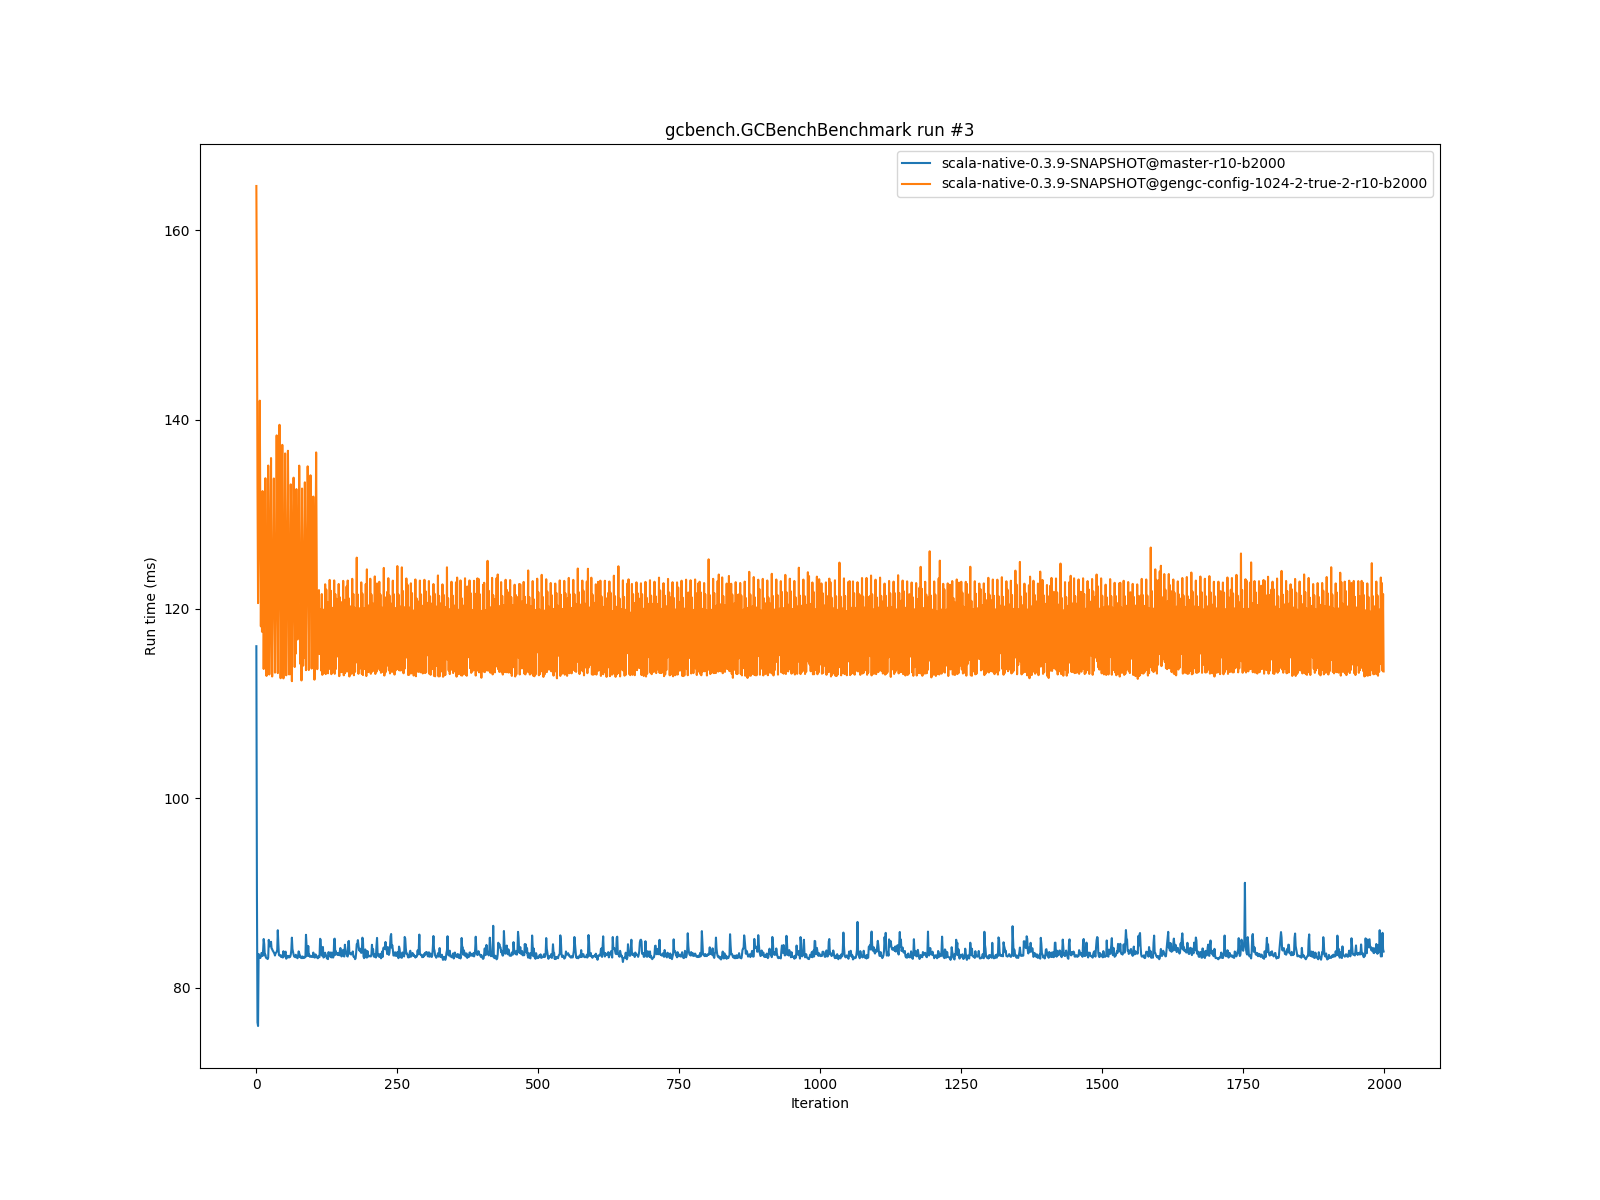 gcbench.GCBenchBenchmark run #3
scala-native-0.3.9-SNAPSHOT@master-r10-b2000
scala-native-0.3.9-SNAPSHOT@gengc-config-1024-2-true-2-r10-b2000
Run time (ms)
160
140
120
100
80
0 250 500 750 1000 1250 1500 1750 2000
Iteration